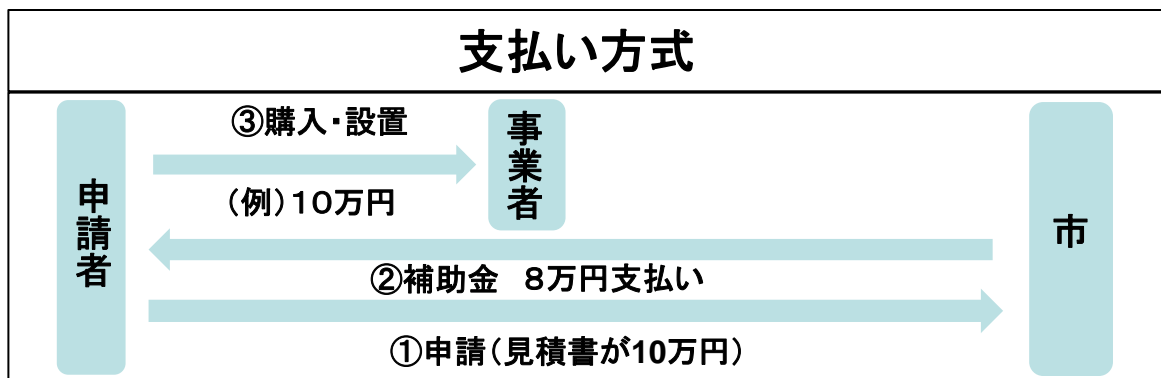 支払い方式
③購入・設置
(例)１０万円
申請者
事業者
市
②補助金　８万円支払い
①申請(見積書が10万円)